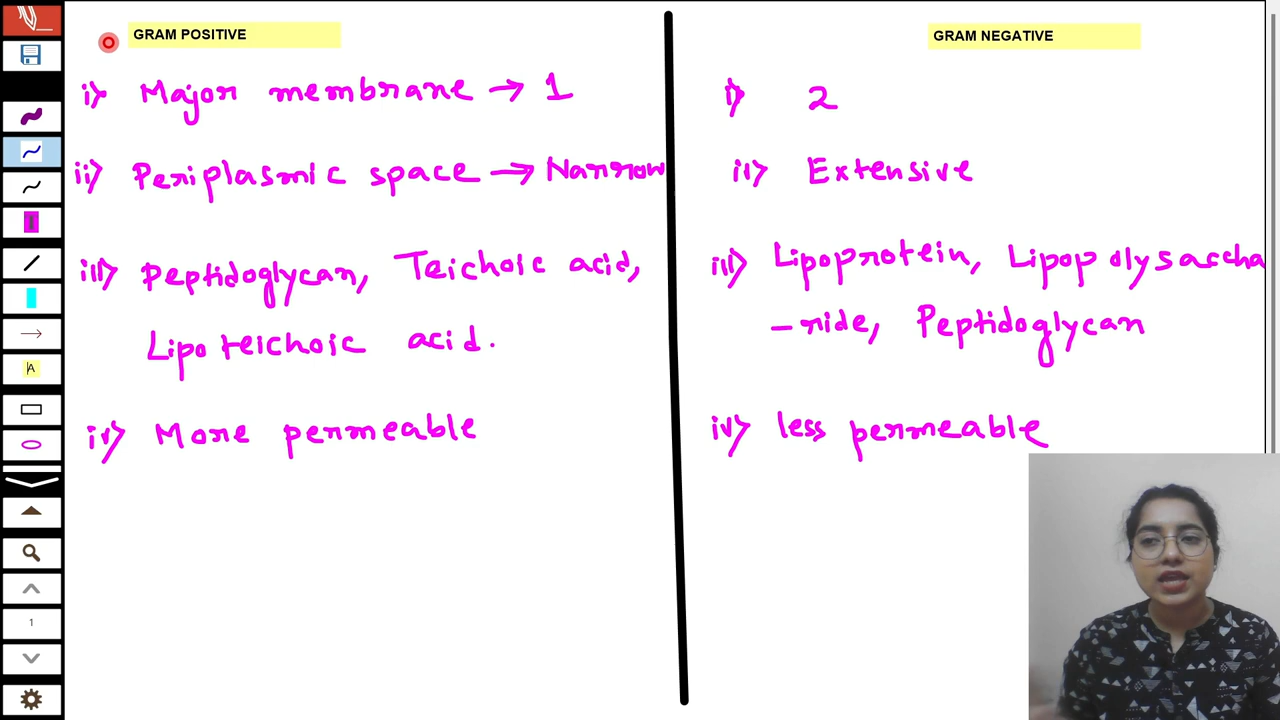 GRAM POSITIVE
i) Major membrane → 1
ii) Periplasmic space → Narrow
iii) Peptidoglycan, Teichoic acid,
Lipoteichoic acid.
iv) More permeable
GRAM NEGATIVE
i) 2
ii) Extensive
iii) Lipoprotein, Lipopolysaccha
-ride, Peptidoglycan
iv) less permeable
A
1